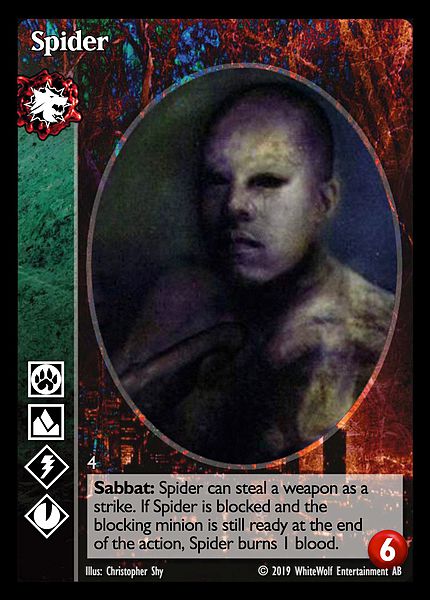 Spider
4
Sabbat: Spider can steal a weapon as a
strike. If Spider is blocked and the
blocking minion is still ready at the end
of the action, Spider burns 1 blood.
6
Illus: Christopher Shy
© 2019 WhiteWolf Entertainment AB